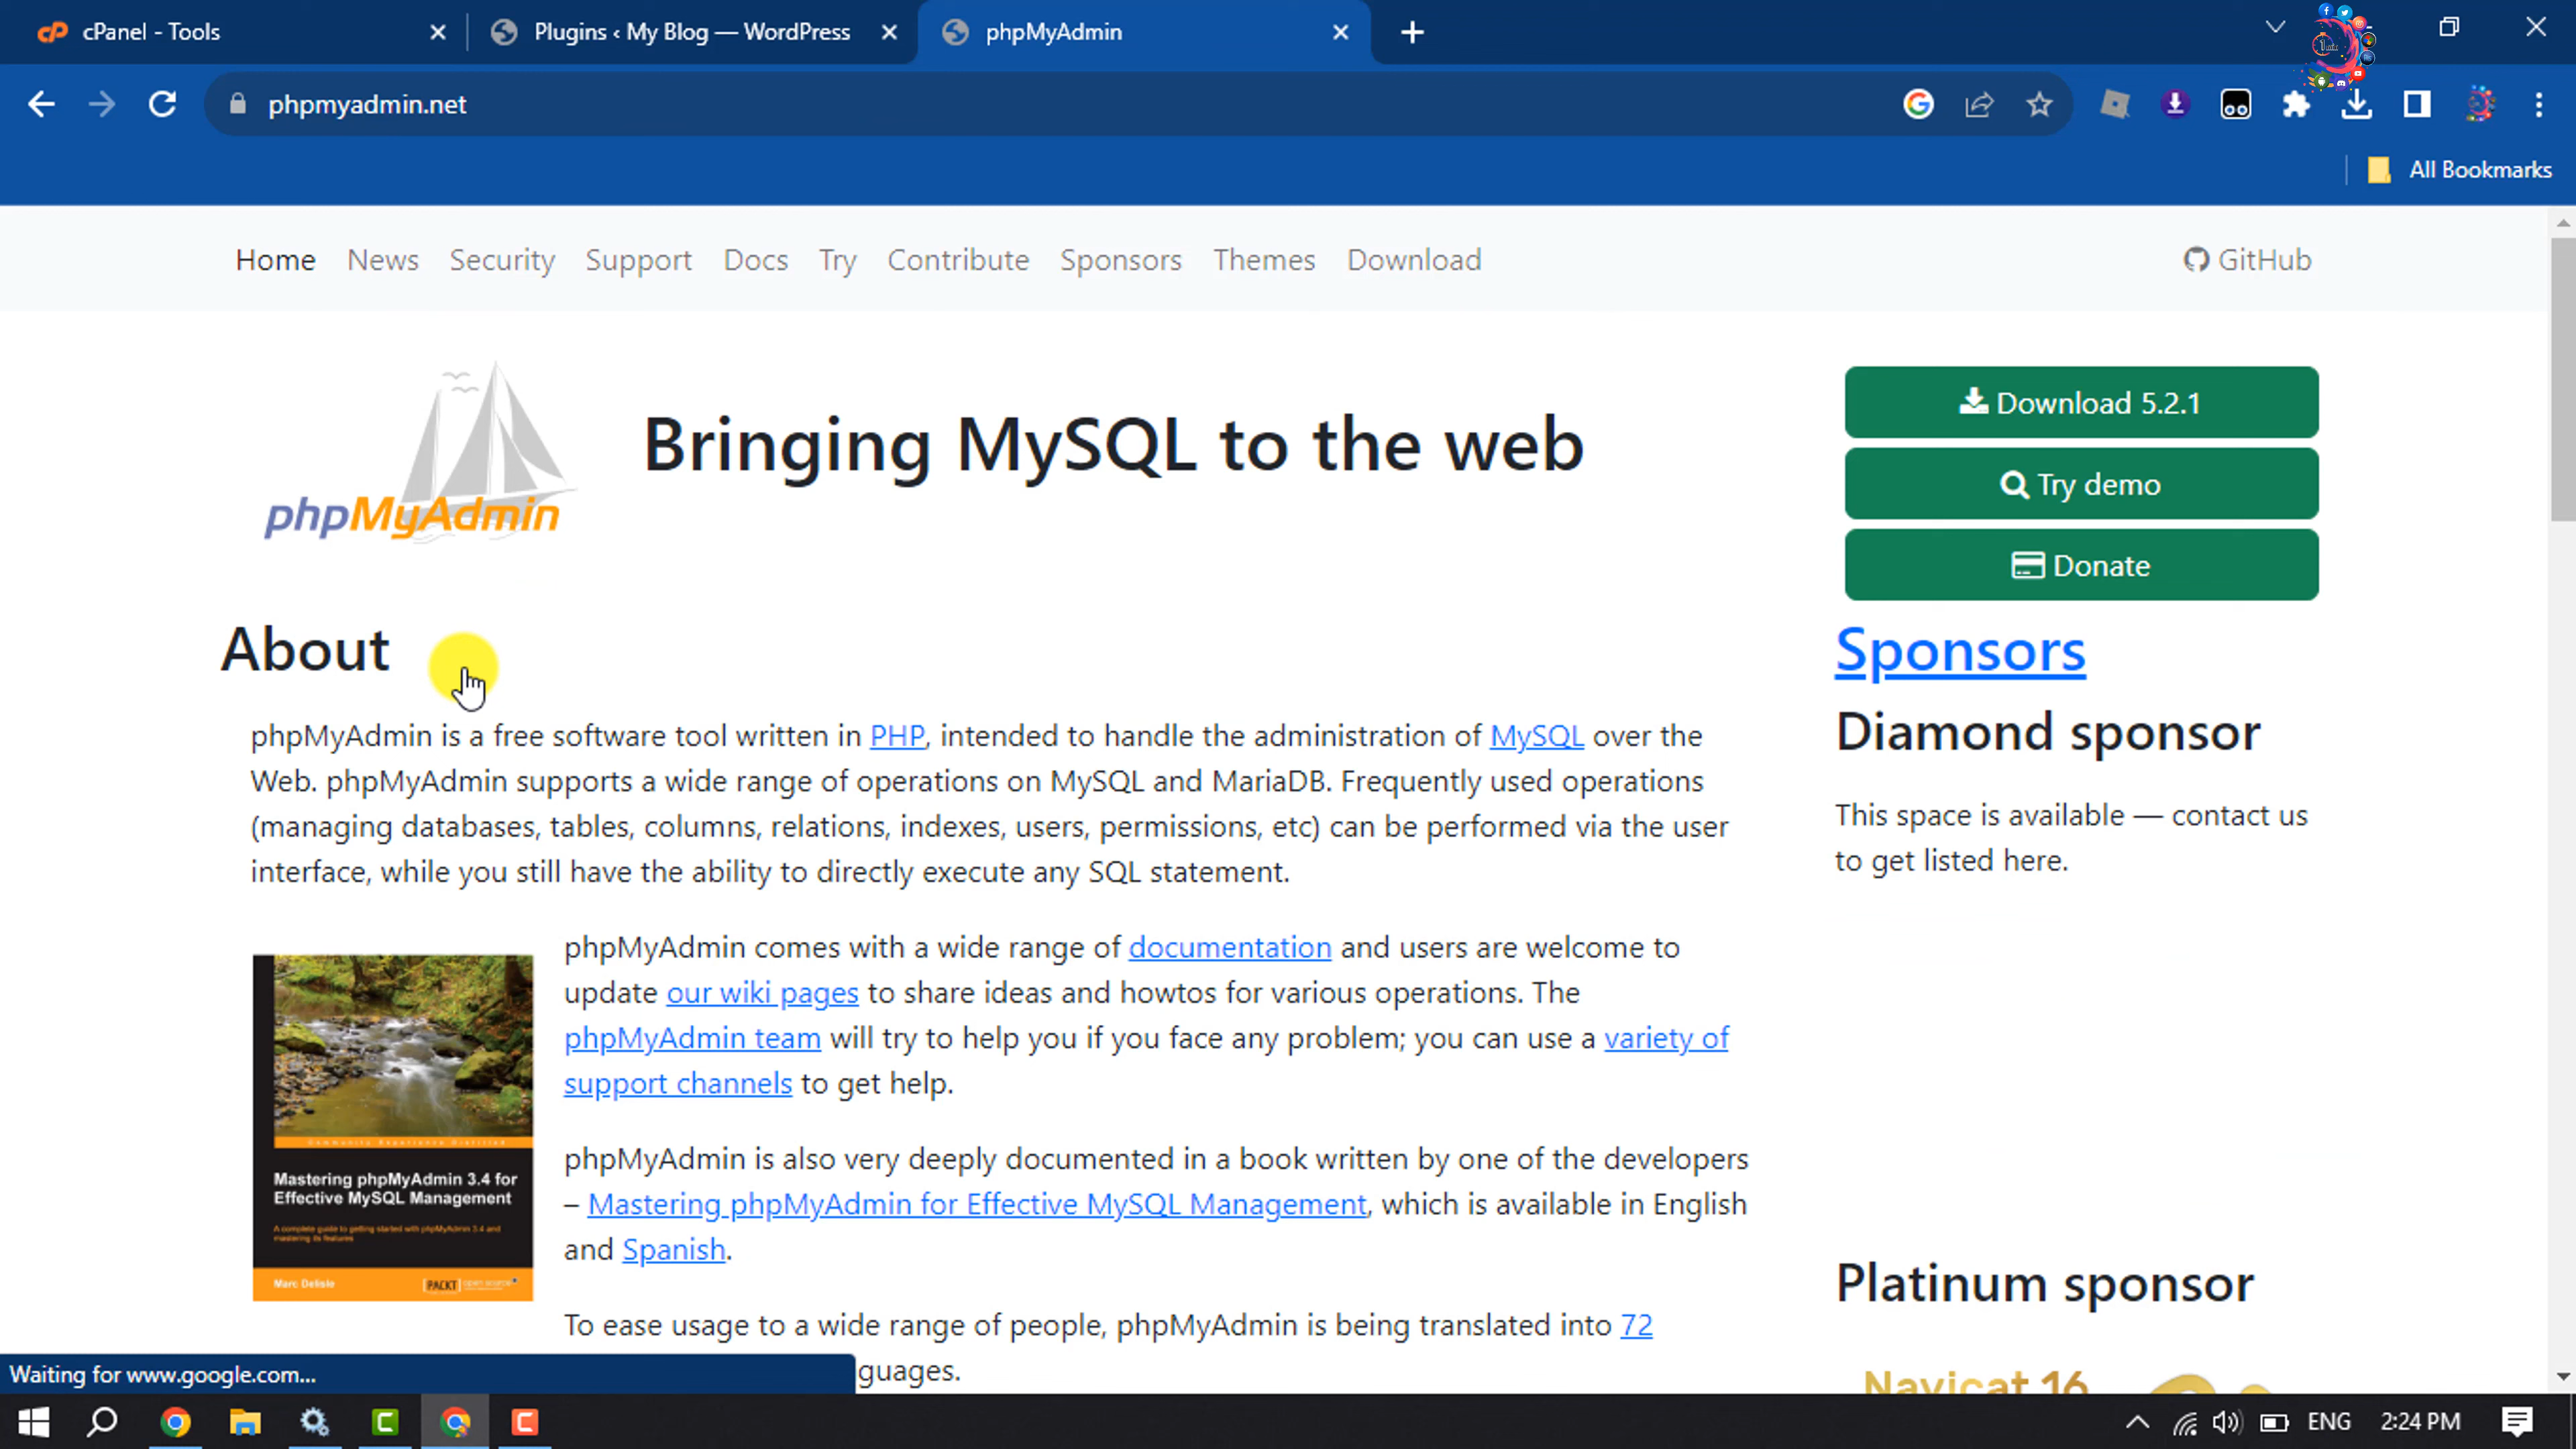 cPanel - Tools
Plugins ‹ My Blog — WordPress
phpMyAdmin
phpmyadmin.net
All Bookmarks
Home News Security Support Docs Try Contribute Sponsors Themes Download
GitHub
phpMyAdmin
Bringing MySQL to the web
Download 5.2.1
Try demo
Donate
About
phpMyAdmin is a free software tool written in PHP, intended to handle the administration of MySQL over the
Web. phpMyAdmin supports a wide range of operations on MySQL and MariaDB. Frequently used operations
(managing databases, tables, columns, relations, indexes, users, permissions, etc) can be performed via the user
interface, while you still have the ability to directly execute any SQL statement.
Sponsors
Diamond sponsor
This space is available — contact us
to get listed here.
phpMyAdmin comes with a wide range of documentation and users are welcome to
update our wiki pages to share ideas and howtos for various operations. The
phpMyAdmin team will try to help you if you face any problem; you can use a variety of
support channels to get help.
Community Experience Distilled
Mastering phpMyAdmin 3.4 for
Effective MySQL Management
A complete guide to getting started with phpMyAdmin 3.4 and
mastering its features
Marc Delisle
PACKT open source
phpMyAdmin is also very deeply documented in a book written by one of the developers
– Mastering phpMyAdmin for Effective MySQL Management, which is available in English
and Spanish.
To ease usage to a wide range of people, phpMyAdmin is being translated into 72
guages.
Platinum sponsor
Navicat 16
Waiting for www.google.com...
ENG
2:24 PM